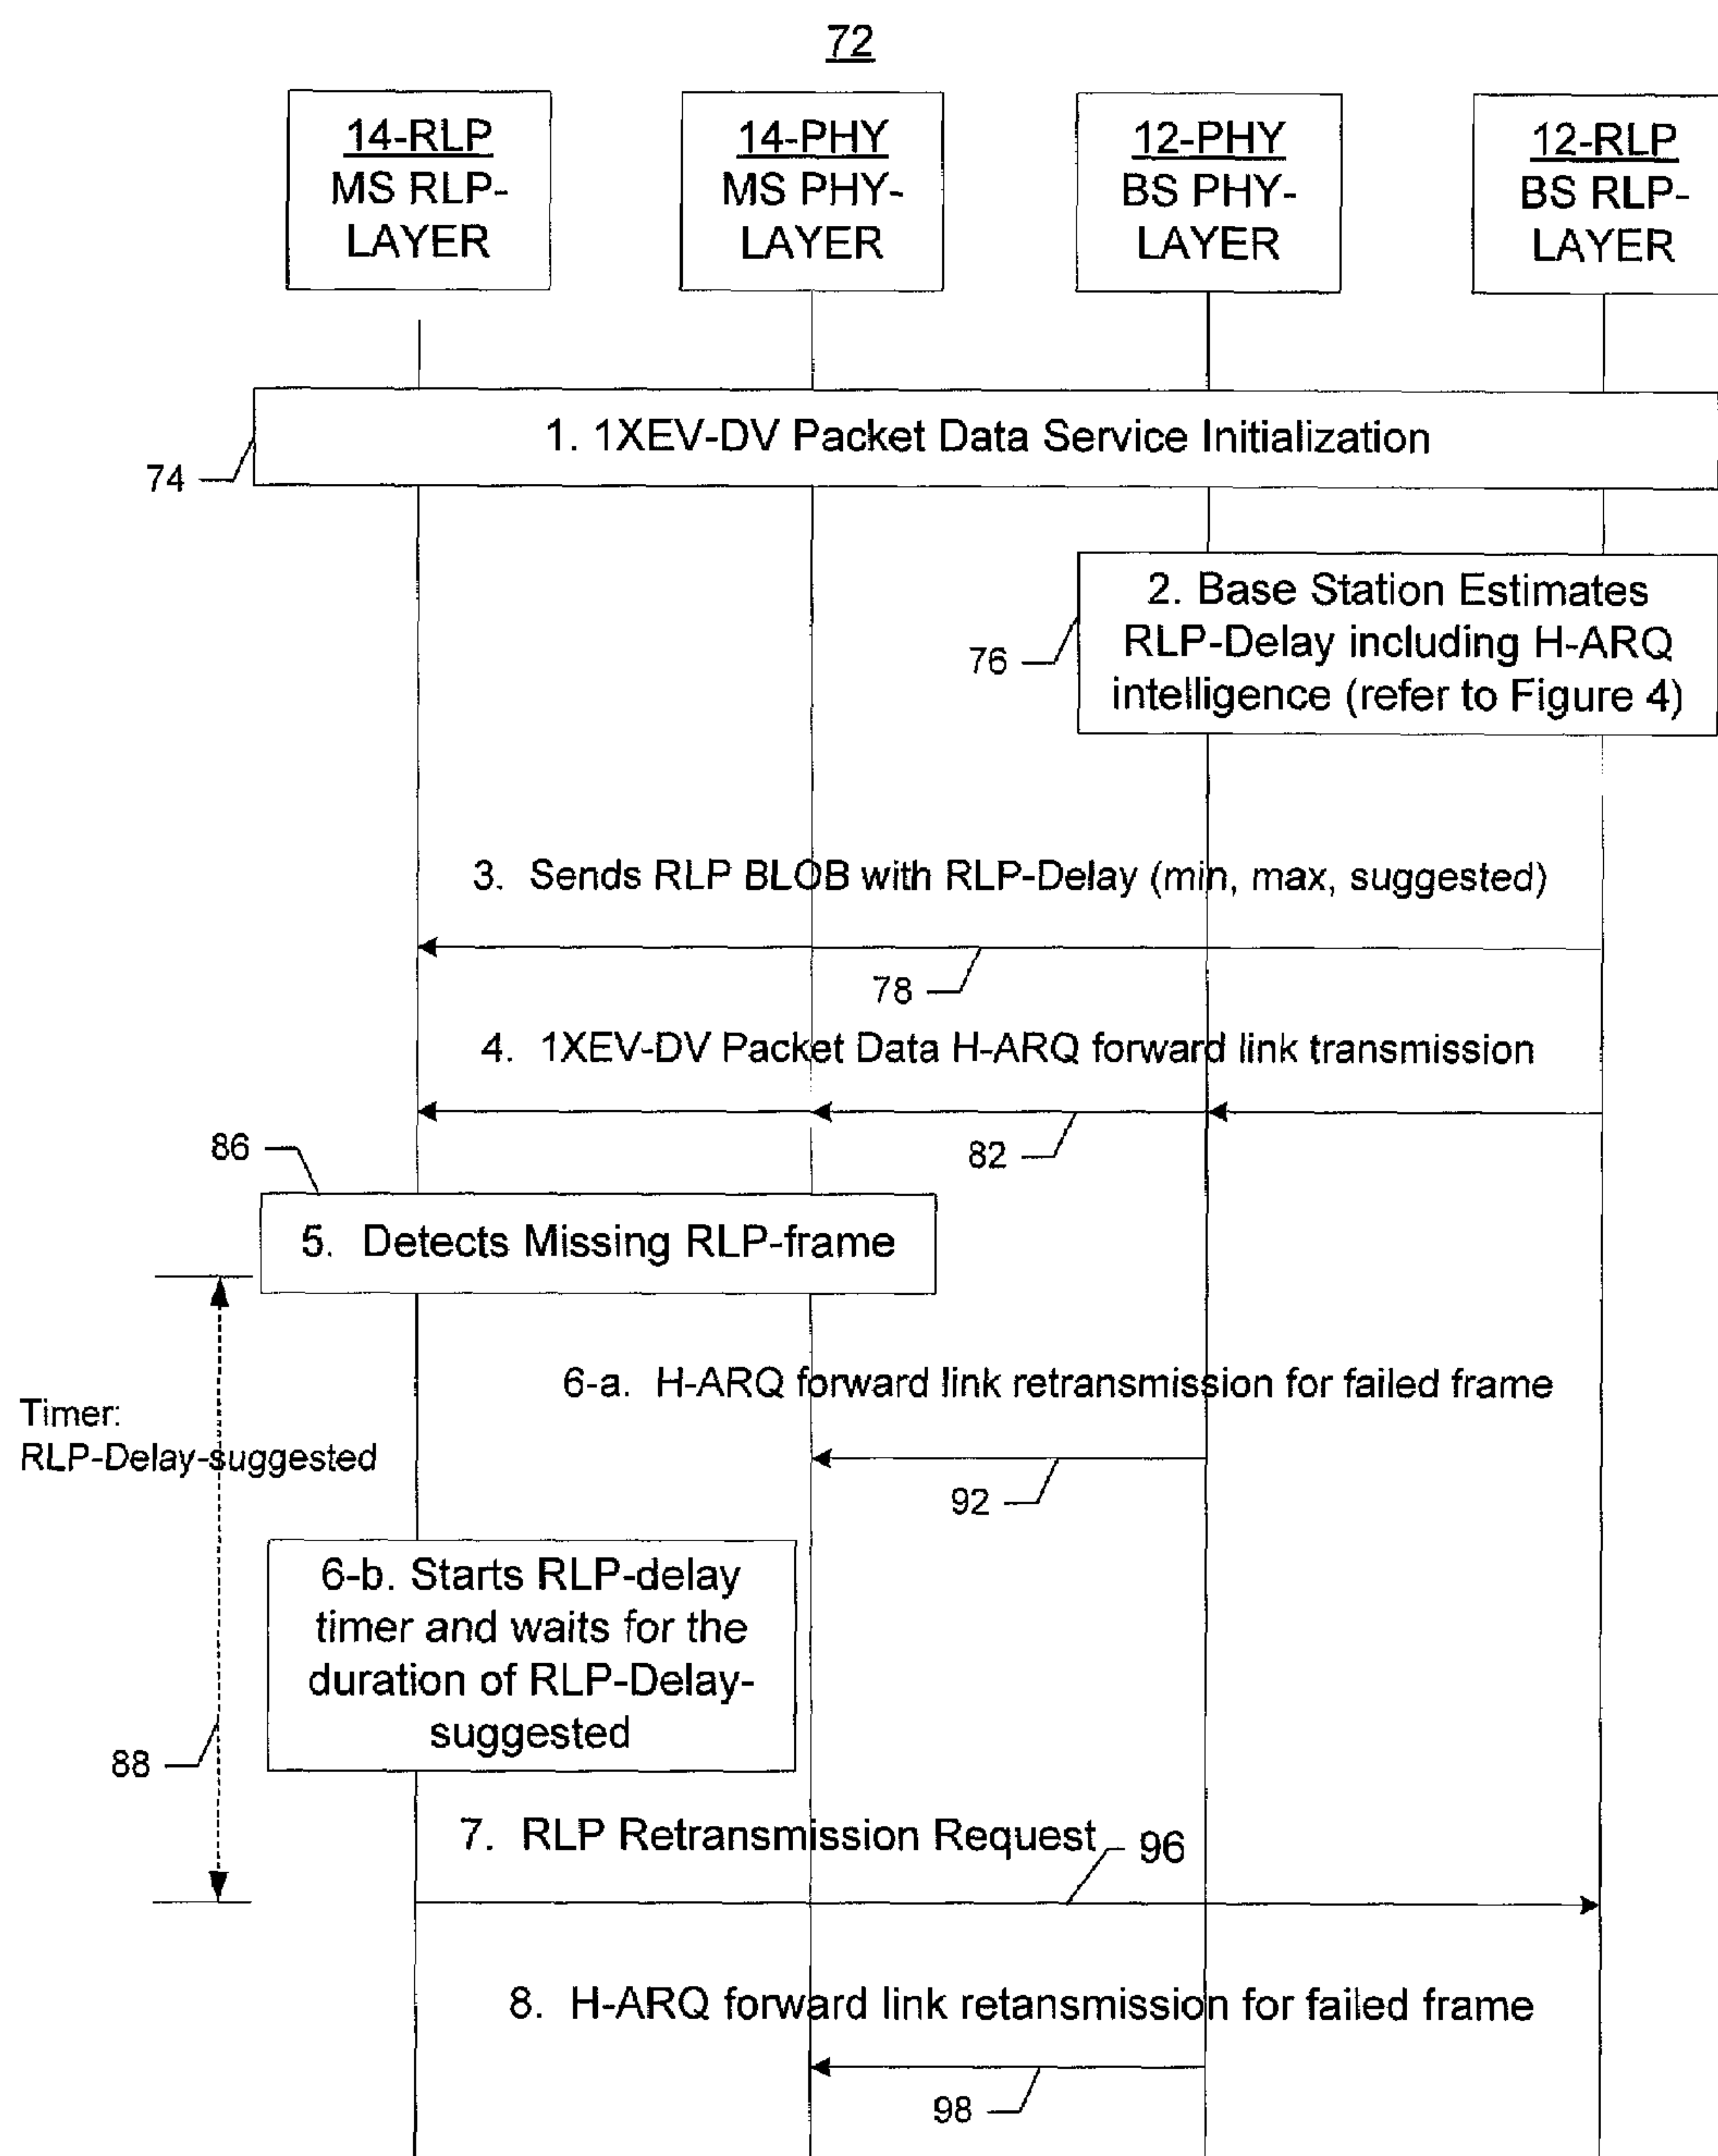 72
14-RLP
MS RLP-
LAYER
14-PHY
MS PHY-
LAYER
12-PHY
BS PHY-
LAYER
12-RLP
BS RLP-
LAYER
1. 1XEV-DV Packet Data Service Initialization
74
2. Base Station Estimates
RLP-Delay including H-ARQ
intelligence (refer to Figure 4)
76
3. Sends RLP BLOB with RLP-Delay (min, max, suggested)
78
4. 1XEV-DV Packet Data H-ARQ forward link transmission
82
86
5. Detects Missing RLP-frame
6-a. H-ARQ forward link retransmission for failed frame
Timer:
RLP-Delay-suggested
92
6-b. Starts RLP-delay
timer and waits for the
duration of RLP-Delay-
suggested
88
7. RLP Retransmission Request
96
8. H-ARQ forward link retansmission for failed frame
98